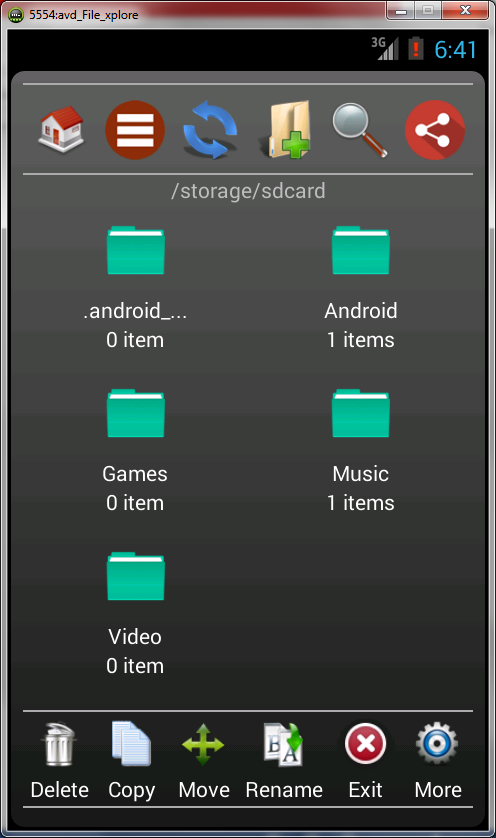 5554:avd_File_xplore
3G 6:41
/storage/sdcard
.android_... Android
0 item 1 items
Games Music
0 item 1 items
Video
0 item
B A
Delete Copy Move Rename Exit More